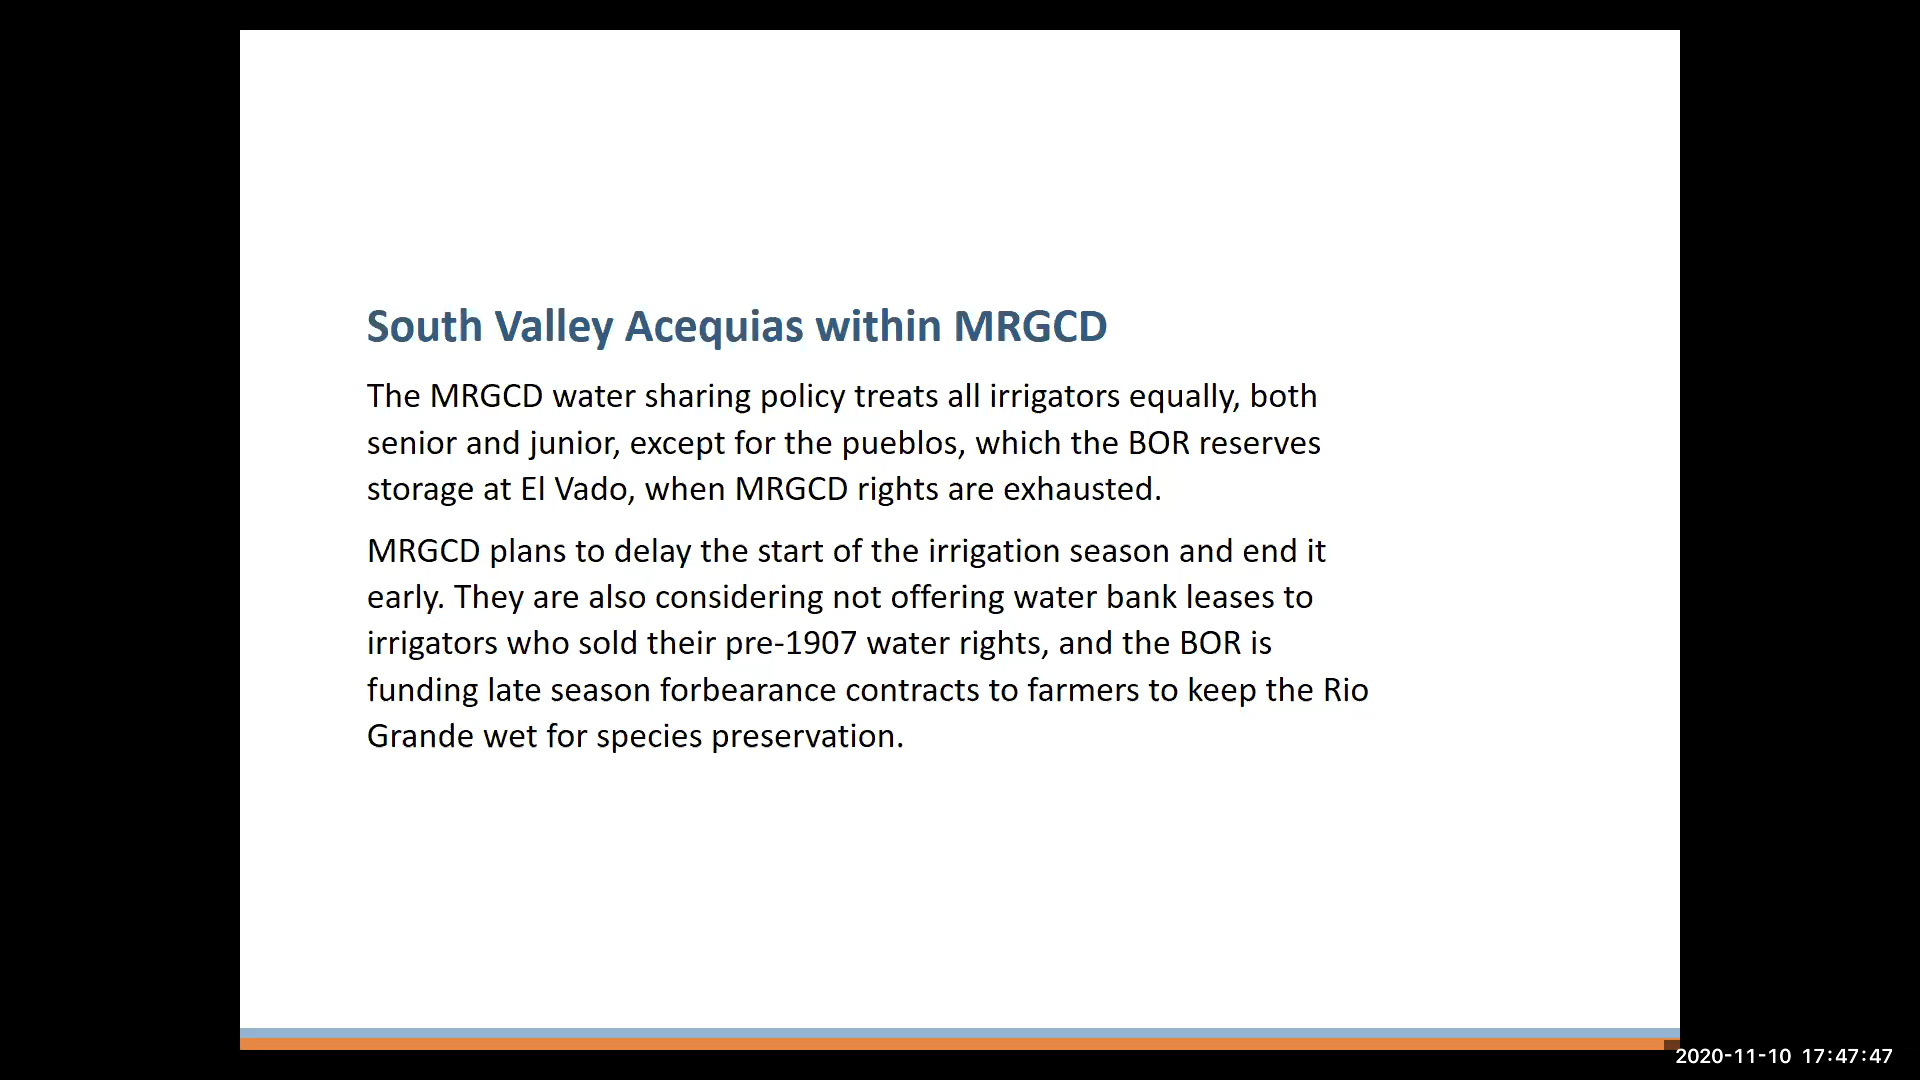 South Valley Acequias within MRGCD
The MRGCD water sharing policy treats all irrigators equally, both
senior and junior, except for the pueblos, which the BOR reserves
storage at El Vado, when MRGCD rights are exhausted.
MRGCD plans to delay the start of the irrigation season and end it
early. They are also considering not offering water bank leases to
irrigators who sold their pre-1907 water rights, and the BOR is
funding late season forbearance contracts to farmers to keep the Rio
Grande wet for species preservation.
2020-11-10 17:47:47